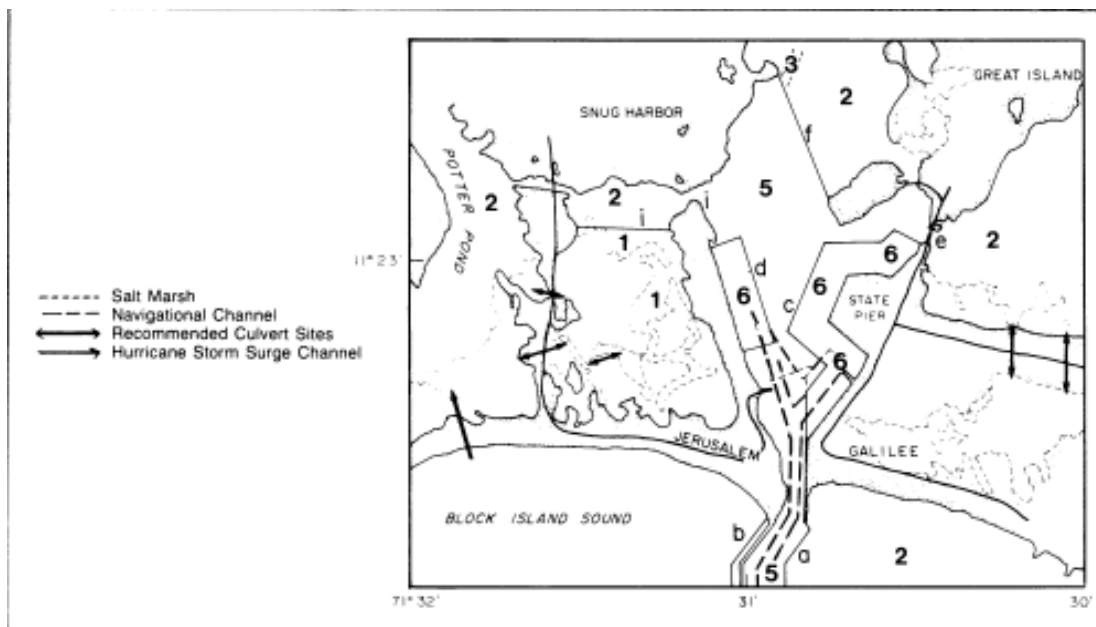 Salt Marsh
Navigational Channel
Recommended Culvert Sites
Hurricane Storm Surge Channel
3
GREAT ISLAND
2
SNUG HARBOR
f
POTTER POND
2
2
5
i
i
1
2
e
11° 23'
d
6
1
6
6
c
STATE
PIER
6
JERUSALEM
GALILEE
BLOCK ISLAND SOUND
b
a
2
5
71° 32'
31'
30'